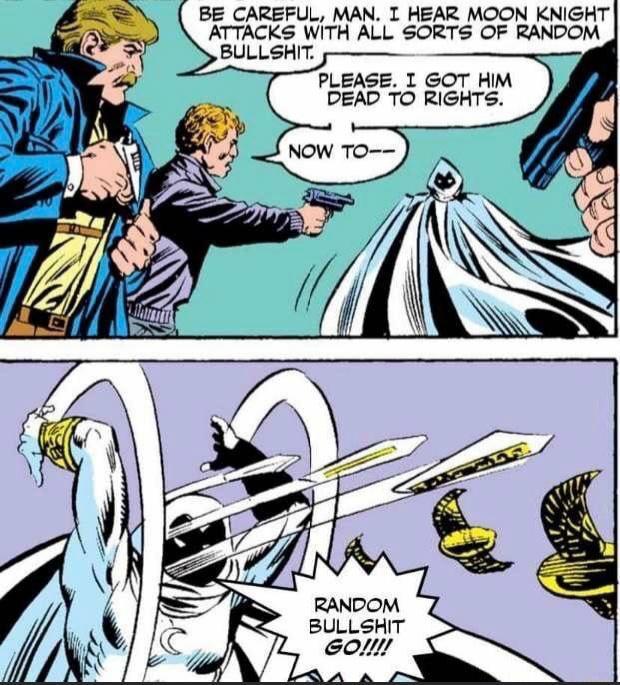 BE CAREFUL, MAN. I HEAR MOON KNIGHT
ATTACKS WITH ALL SORTS OF RANDOM
BULLSHIT.
PLEASE. I GOT HIM
DEAD TO RIGHTS.
NOW TO--
RANDOM
BULLSHIT
GO!!!!